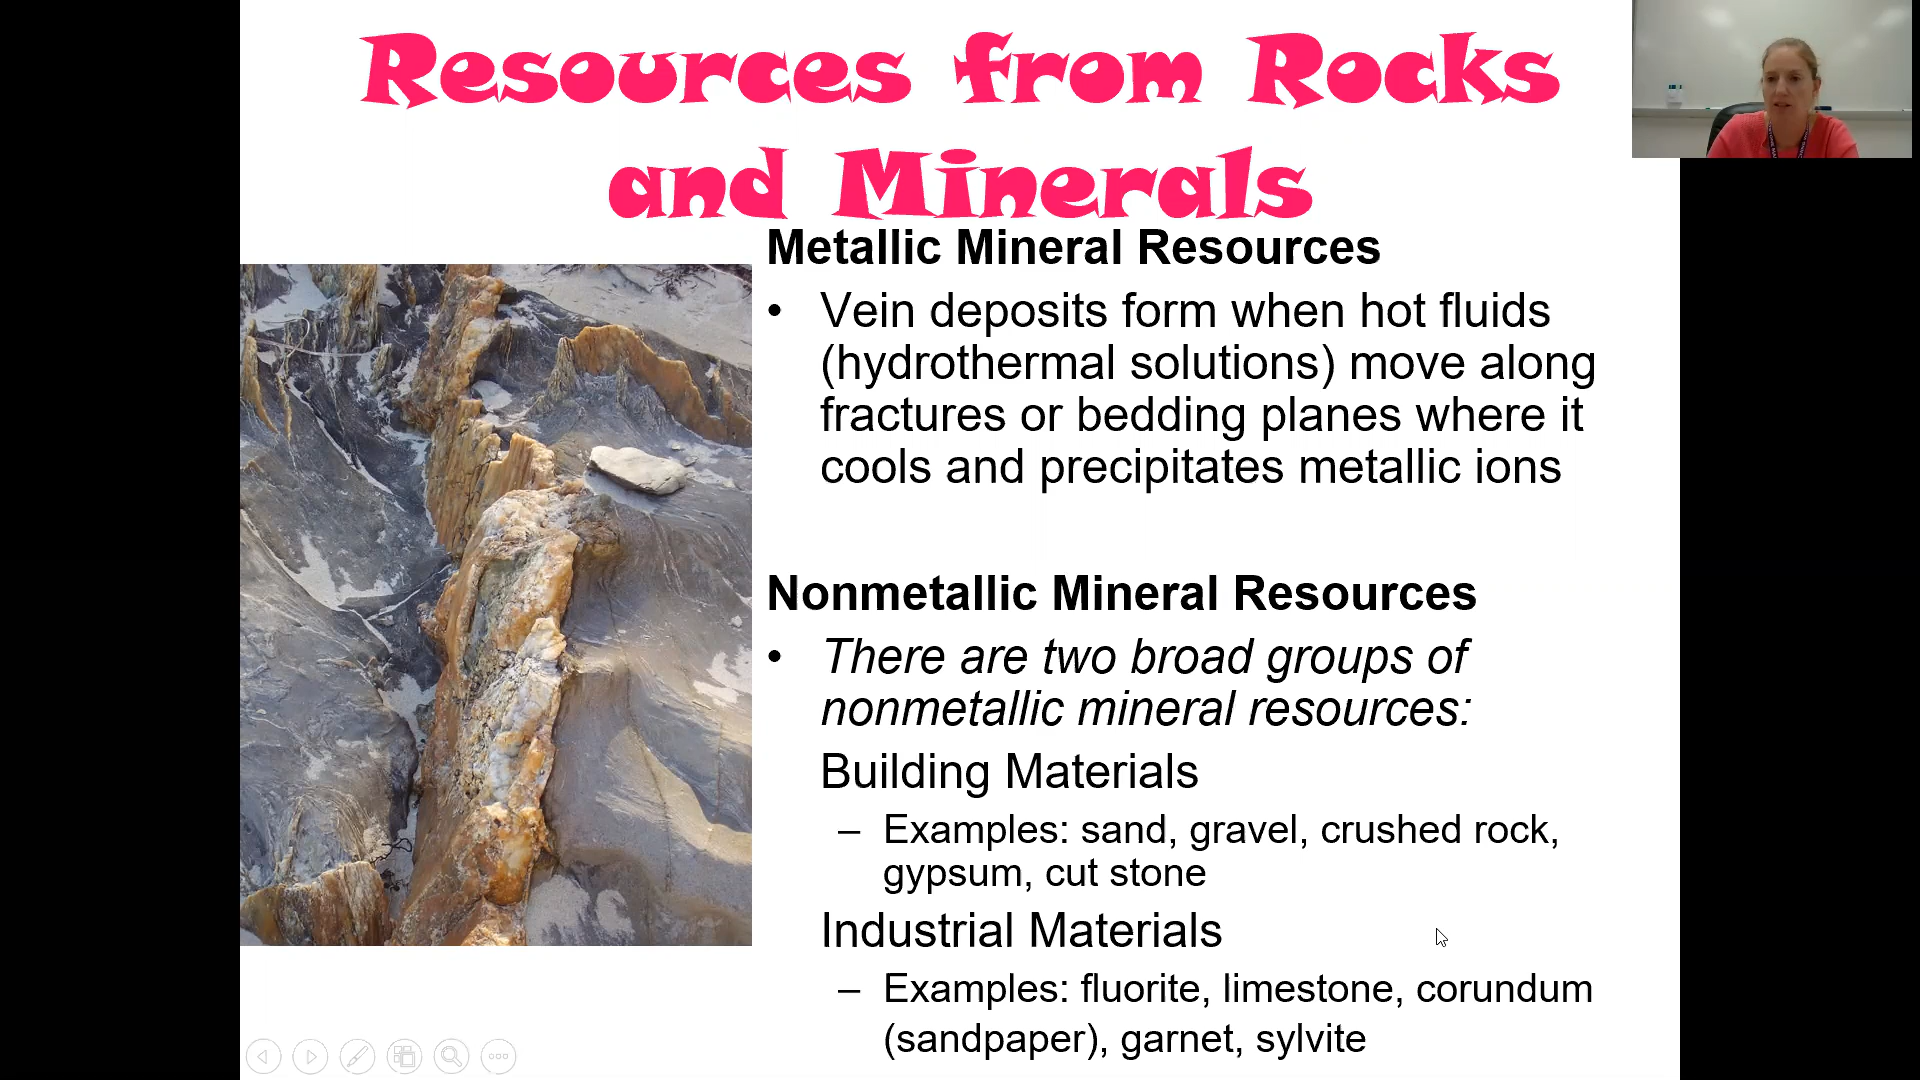 Resources from Rocks
and Minerals
Metallic Mineral Resources
• Vein deposits form when hot fluids
(hydrothermal solutions) move along
fractures or bedding planes where it
cools and precipitates metallic ions
Nonmetallic Mineral Resources
• There are two broad groups of
nonmetallic mineral resources:
Building Materials
– Examples: sand, gravel, crushed rock,
gypsum, cut stone
Industrial Materials
– Examples: fluorite, limestone, corundum
(sandpaper), garnet, sylvite